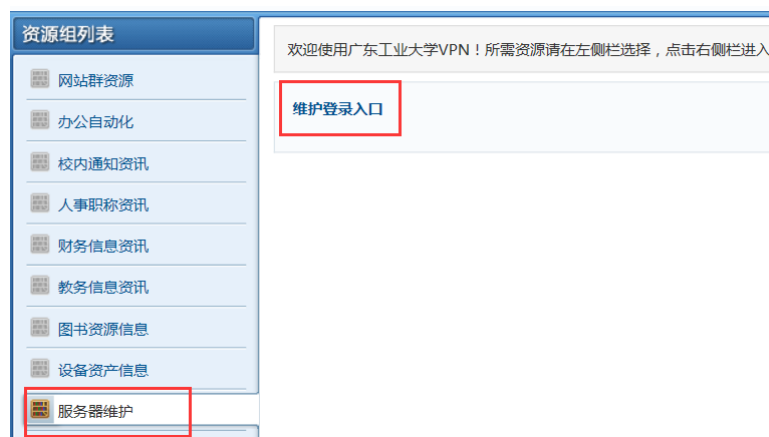 资源组列表
网站群资源
办公自动化
校内通知资讯
人事职称资讯
财务信息资讯
教务信息资讯
图书资源信息
设备资产信息
服务器维护
欢迎使用广东工业大学VPN！所需资源请在左侧栏选择，点击右侧栏进入
维护登录入口